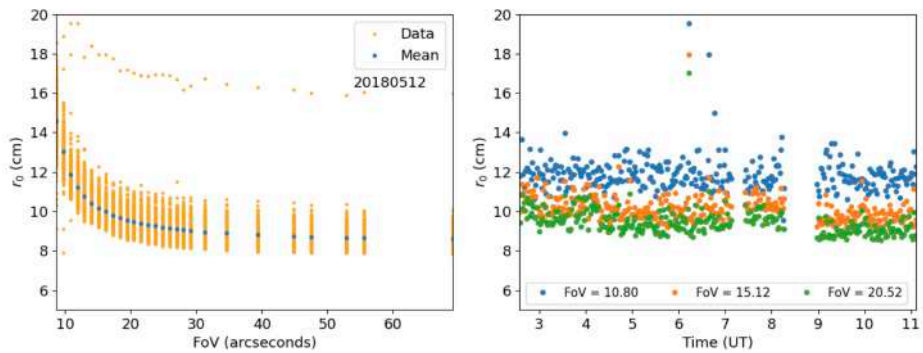 20
18
16
14
12
10
8
6
r₀ (cm)
Data
Mean
20180512
10 20 30 40 50 60
FoV (arcseconds)
20
18
16
14
12
10
8
6
r₀ (cm)
FoV = 10.80 FoV = 15.12 FoV = 20.52
3 4 5 6 7 8 9 10 11
Time (UT)